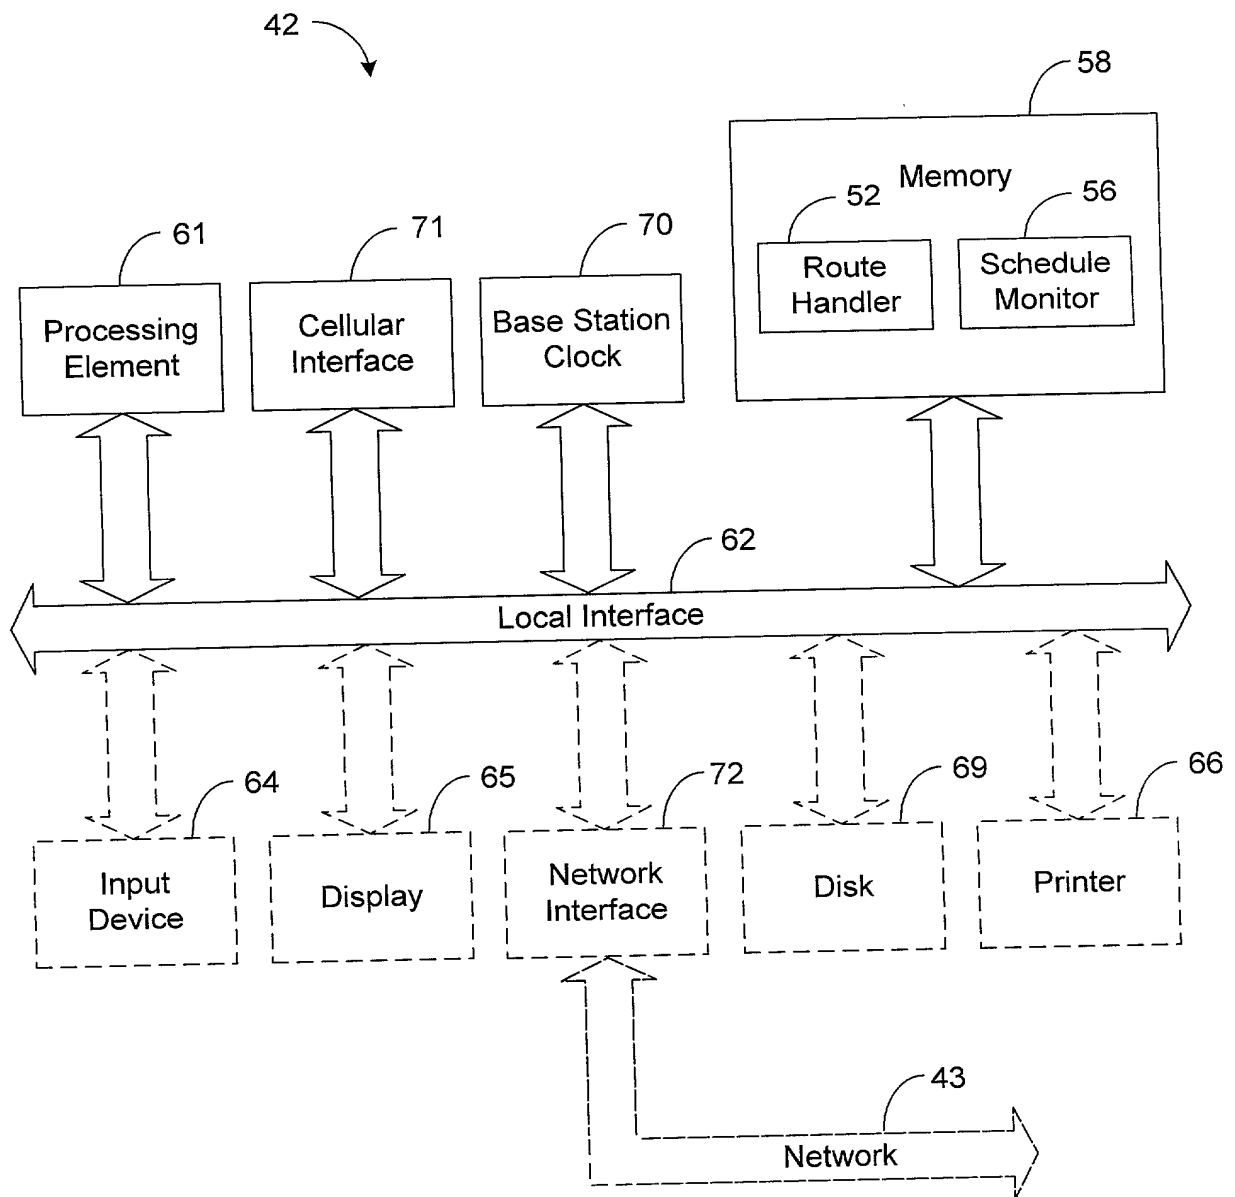 42
58
Memory
52
56
Route
Handler
Schedule
Monitor
61
71
70
Processing
Element
Cellular
Interface
Base Station
Clock
62
Local Interface
64
65
72
69
66
Input
Device
Display
Network
Interface
Disk
Printer
43
Network